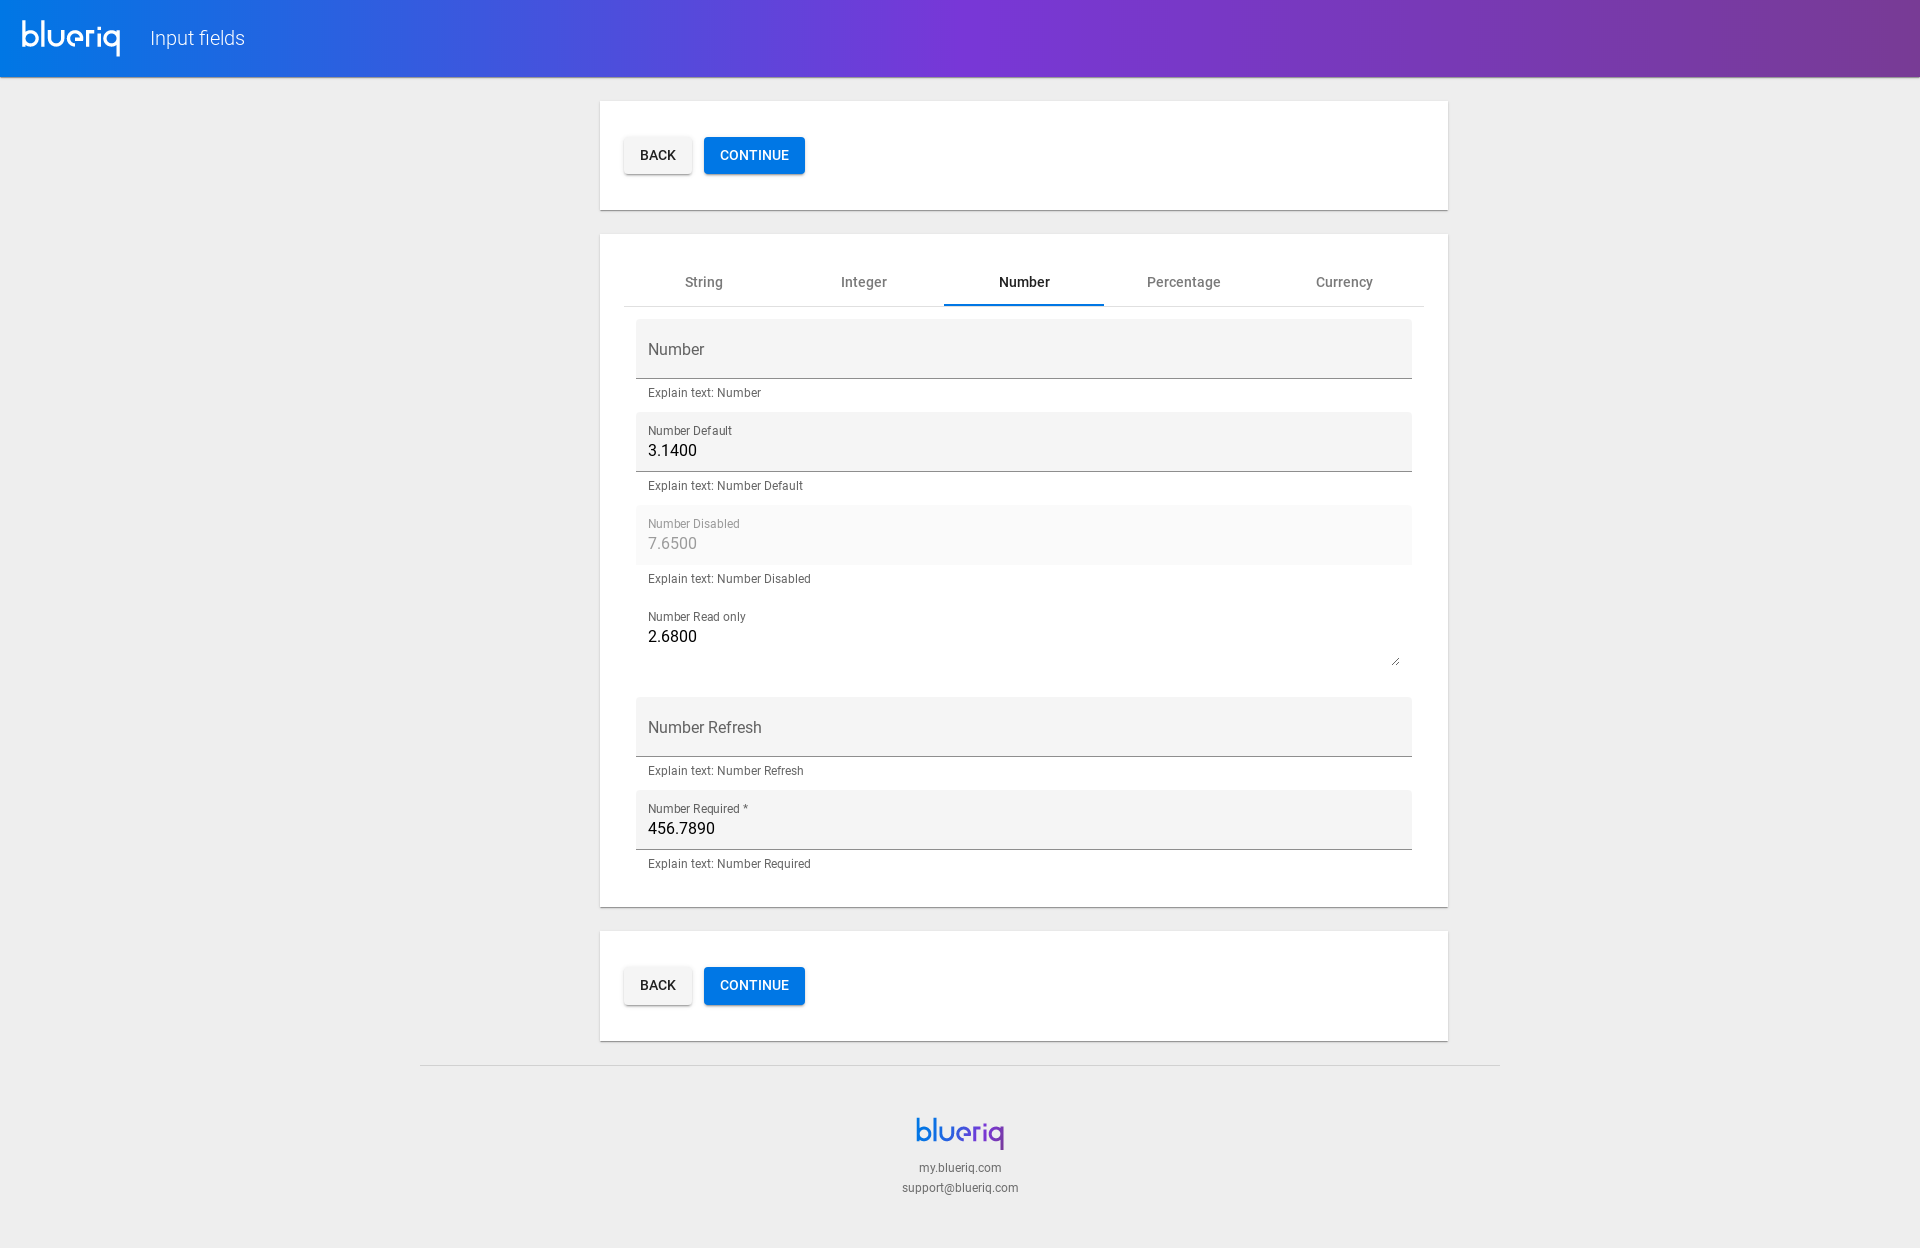 blueriq Input fields
BACK CONTINUE
String Integer Number Percentage Currency
Number
Explain text: Number
Number Default
3.1400
Explain text: Number Default
Number Disabled
7.6500
Explain text: Number Disabled
Number Read only
2.6800
Number Refresh
Explain text: Number Refresh
Number Required *
456.7890
Explain text: Number Required
BACK CONTINUE
blueriq
my.blueriq.com
support@blueriq.com